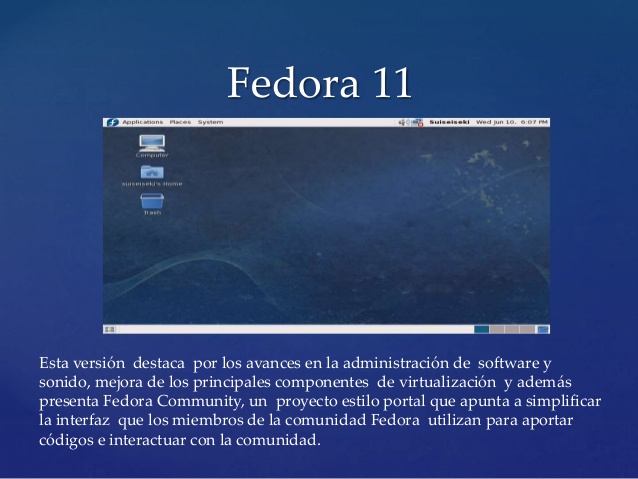 Fedora 11
Applications Places System
Suiseiseki Wed Jun 10, 6:07 PM
Computer
suiseiseki's Home
Trash
Esta versión destaca por los avances en la administración de software y
sonido, mejora de los principales componentes de virtualización y además
presenta Fedora Community, un proyecto estilo portal que apunta a simplificar
la interfaz que los miembros de la comunidad Fedora utilizan para aportar
códigos e interactuar con la comunidad.